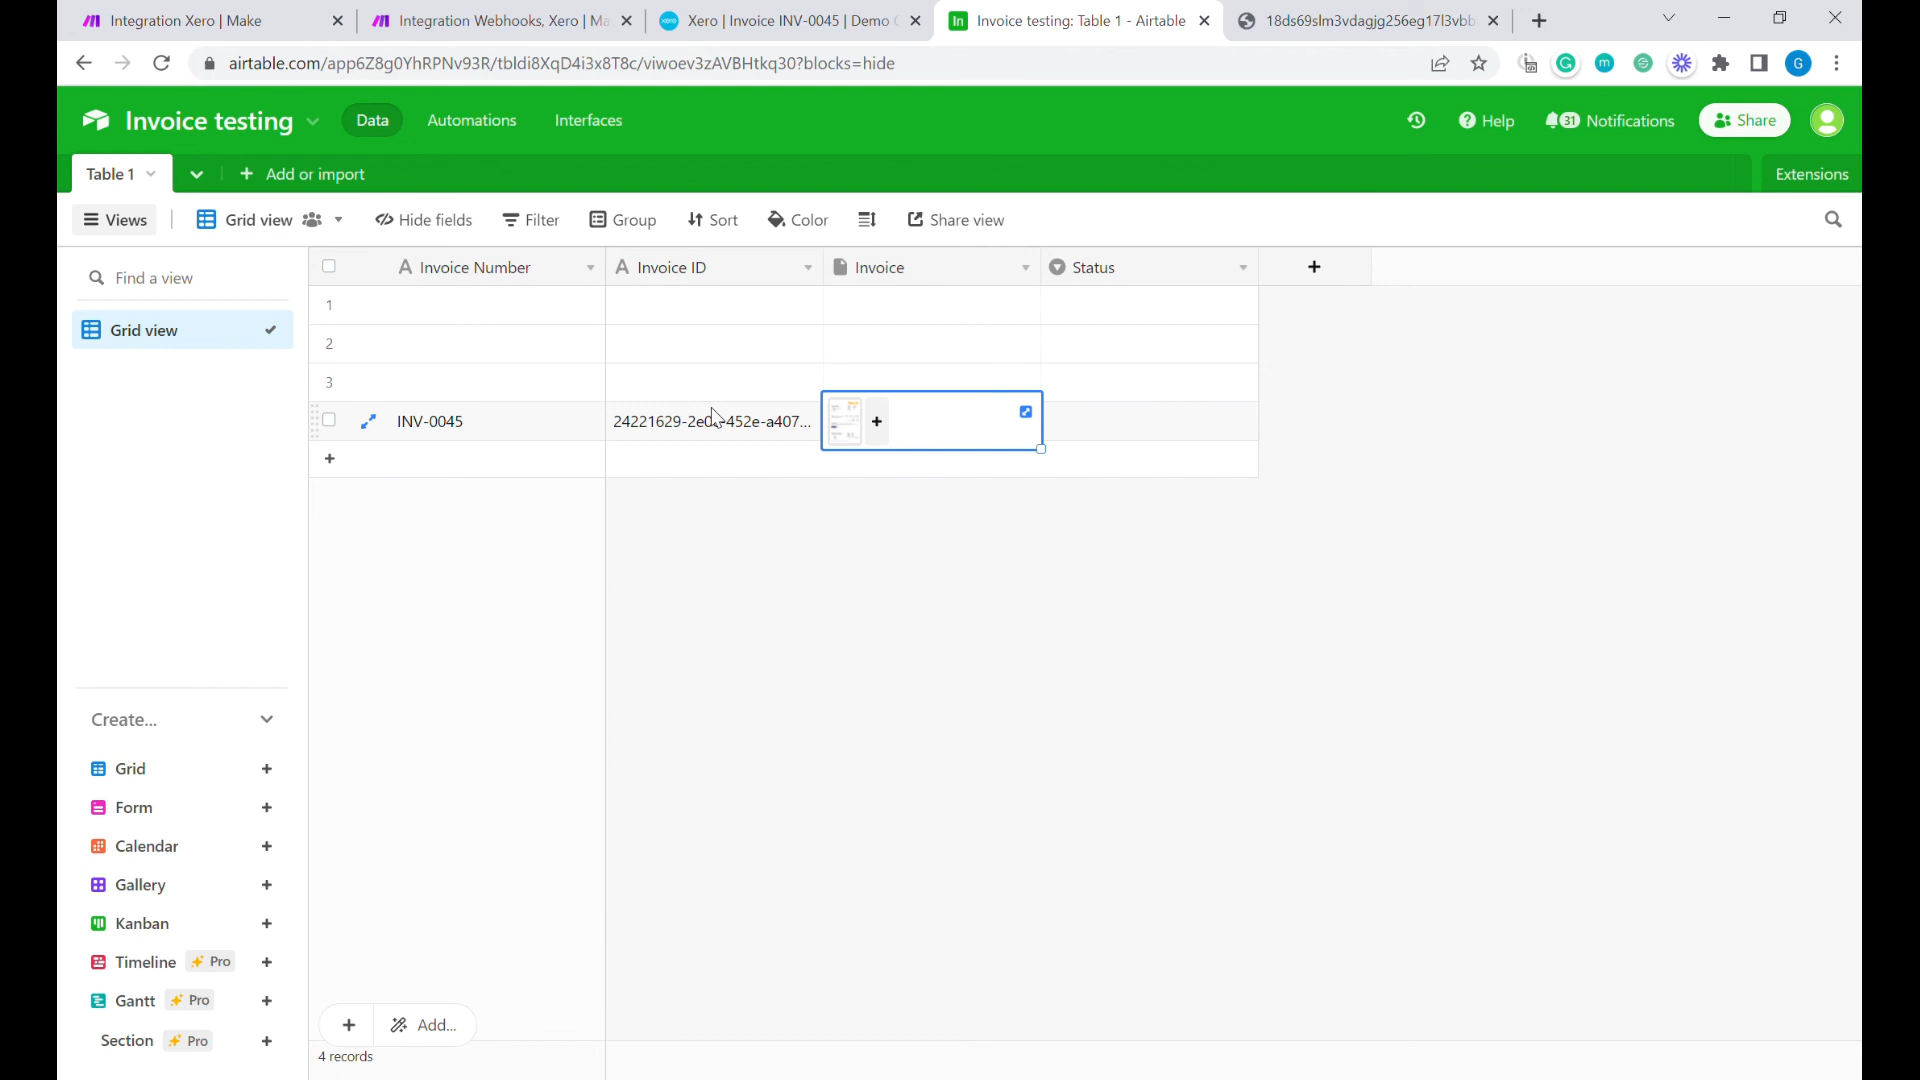 Integration Xero | Make
Integration Webhooks, Xero | Ma
Xero | Invoice INV-0045 | Demo
Invoice testing: Table 1 - Airtable
18ds69slm3vdagjg256eg17l3vbb
airtable.com/app6Z8g0YhRPNv93R/tbldi8XqD4i3x8T8c/viwoev3zAVBHtkq30?blocks=hide
G
Invoice testing
Data
Automations
Interfaces
Help
31
Notifications
Share
Table 1
Add or import
Extensions
Views
Grid view
Hide fields
Filter
Group
Sort
Color
Share view
Find a view
Grid view
Invoice Number
Invoice ID
Invoice
Status
1
2
3
INV-0045
24221629-2e0
-452e-a407...
Create...
Grid
Form
Calendar
Gallery
Kanban
Timeline
Pro
Gantt
Pro
Section
Pro
Add...
4 records